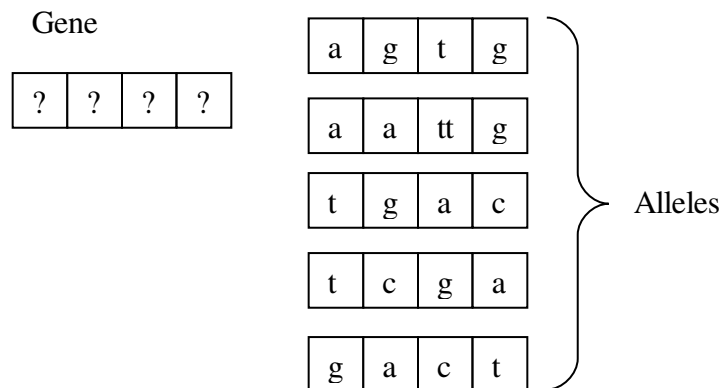 Gene
? ? ? ?
a g t g
a a tt g
t g a c
t c g a
g a c t
Alleles